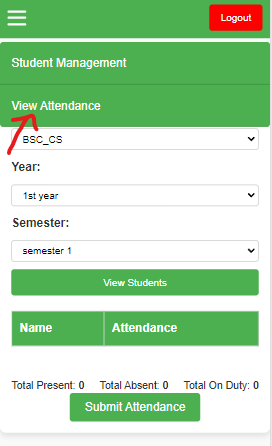 Logout
Student Management
View Attendance
BSC_CS
Year:
1st year
Semester:
semester 1
View Students
Name Attendance
Total Present: 0 Total Absent: 0 Total On Duty: 0
Submit Attendance